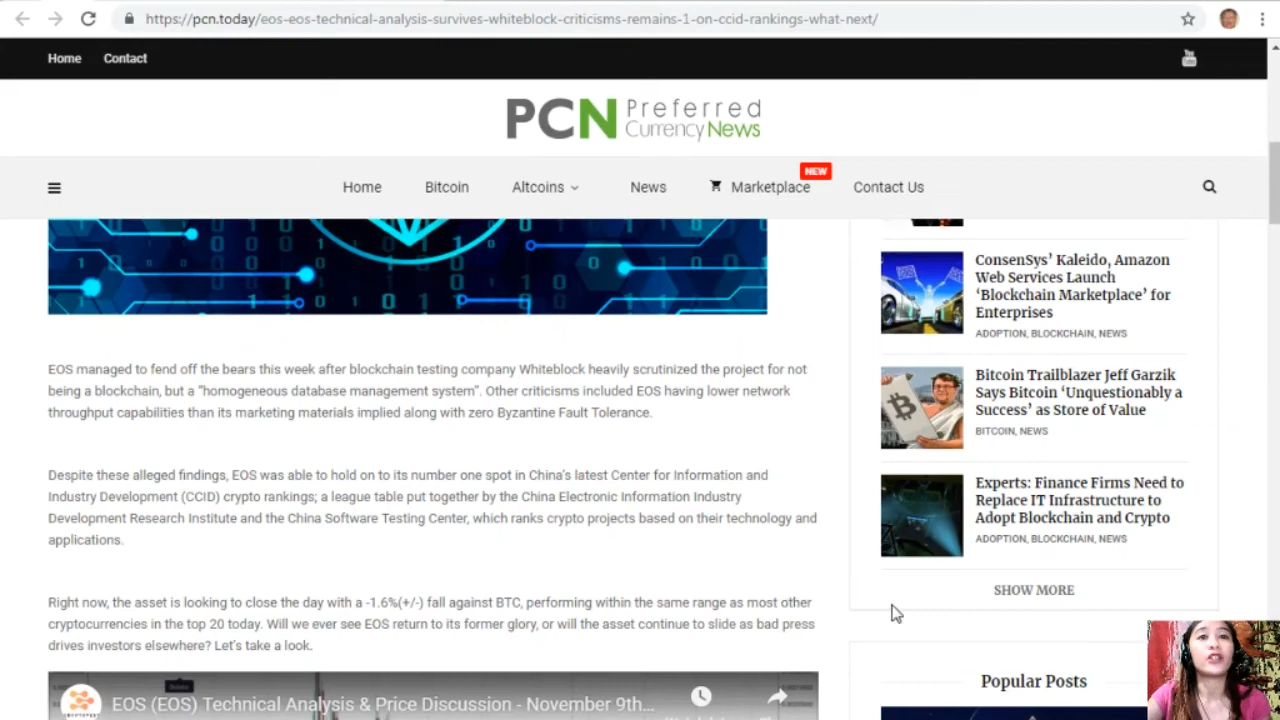 https://pcn.today/eos-eos-technical-analysis-survives-whiteblock-criticisms-remains-1-on-ccid-rankings-what-next/
Home Contact
You
Tube
PCN Preferred
Currency News
NEW
Home Bitcoin Altcoins News Marketplace Contact Us
EOS managed to fend off the bears this week after blockchain testing company Whiteblock heavily scrutinized the project for not
being a blockchain, but a “homogeneous database management system”. Other criticisms included EOS having lower network
throughput capabilities than its marketing materials implied along with zero Byzantine Fault Tolerance.
Despite these alleged findings, EOS was able to hold on to its number one spot in China’s latest Center for Information and
Industry Development (CCID) crypto rankings; a league table put together by the China Electronic Information Industry
Development Research Institute and the China Software Testing Center, which ranks crypto projects based on their technology and
applications.
Right now, the asset is looking to close the day with a -1.6%(+/-) fall against BTC, performing within the same range as most other
cryptocurrencies in the top 20 today. Will we ever see EOS return to its former glory, or will the asset continue to slide as bad press
drives investors elsewhere? Let’s take a look.
EOS (EOS) Technical Analysis & Price Discussion - November 9th...
ConsenSys’ Kaleido, Amazon
Web Services Launch
‘Blockchain Marketplace’ for
Enterprises
ADOPTION, BLOCKCHAIN, NEWS
Bitcoin Trailblazer Jeff Garzik
Says Bitcoin ‘Unquestionably a
Success’ as Store of Value
BITCOIN, NEWS
Experts: Finance Firms Need to
Replace IT Infrastructure to
Adopt Blockchain and Crypto
ADOPTION, BLOCKCHAIN, NEWS
SHOW MORE
Popular Posts